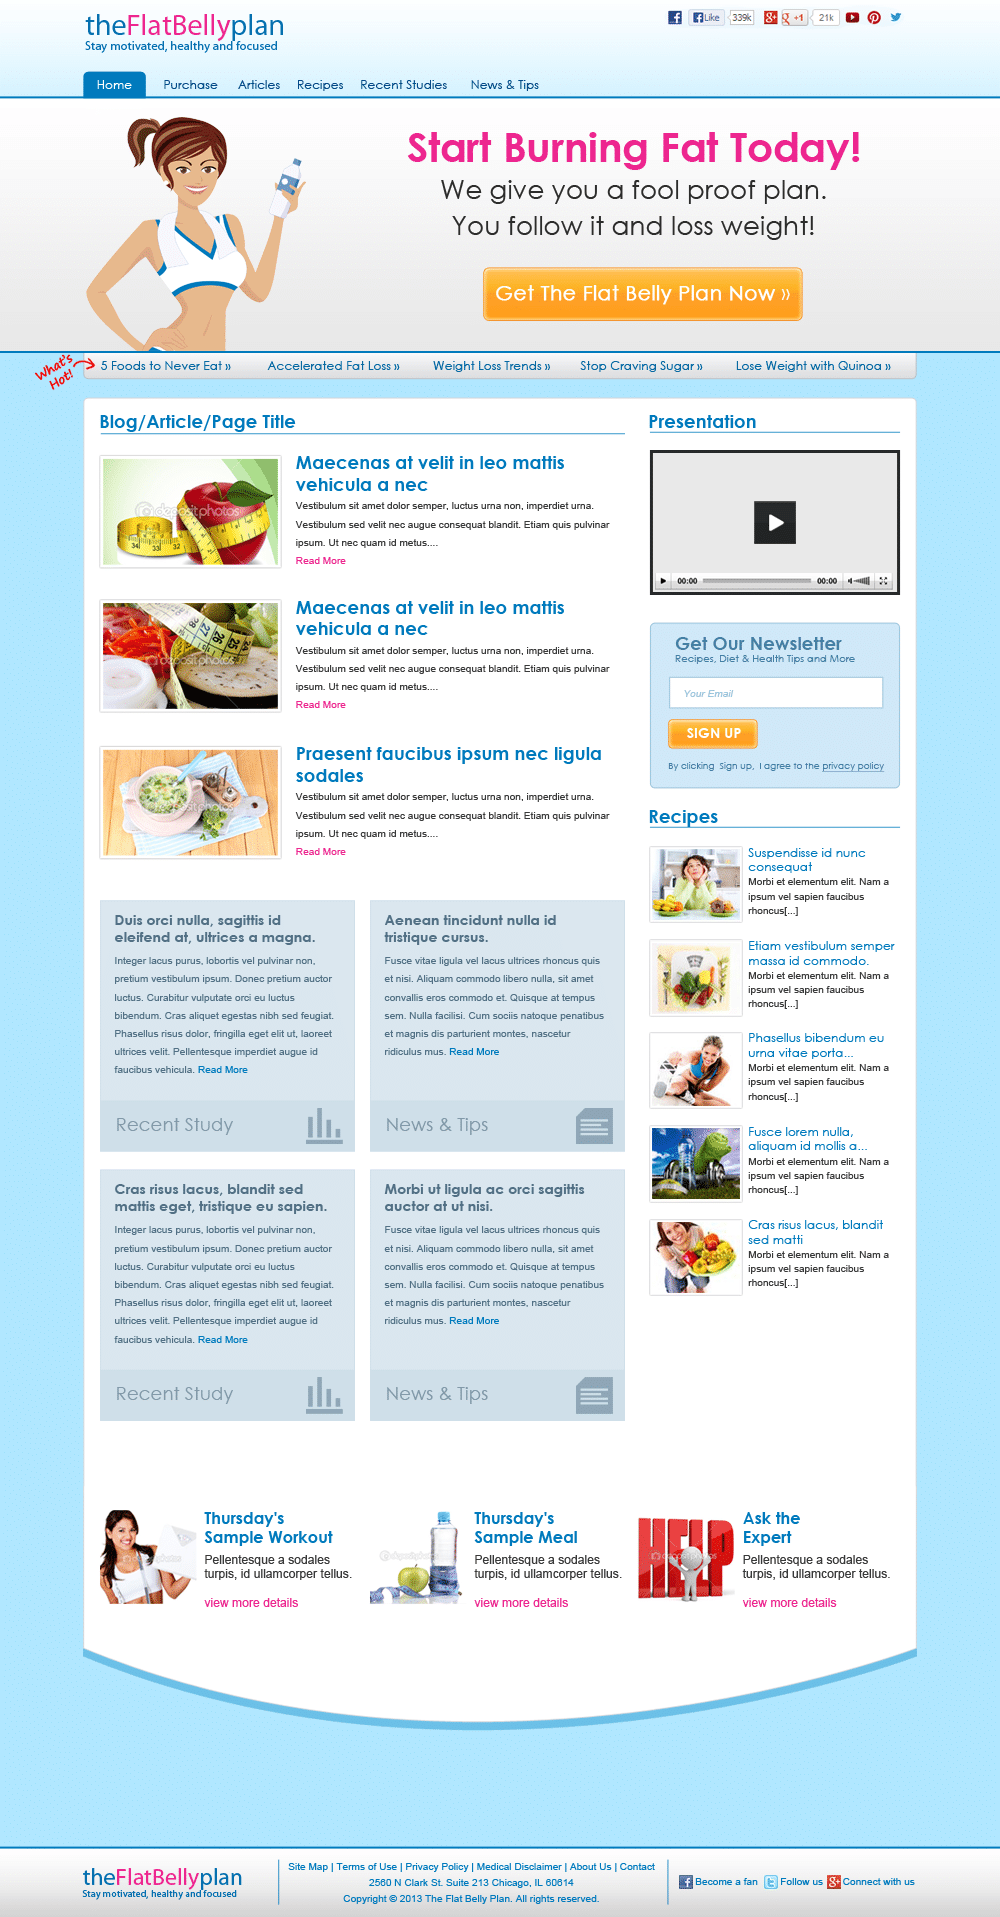 theFlatBellyplan
Stay motivated, healthy and focused
Like 339k +1 21k
Home Purchase Articles Recipes Recent Studies News & Tips
Start Burning Fat Today!
We give you a fool proof plan.
You follow it and loss weight!
Get The Flat Belly Plan Now »
What's
Hot!
5 Foods to Never Eat » Accelerated Fat Loss » Weight Loss Trends » Stop Craving Sugar » Lose Weight with Quinoa »
Blog/Article/Page Title
Maecenas at velit in leo mattis
vehicula a nec
Vestibulum sit amet dolor semper, luctus urna non, imperdiet urna.
Vestibulum sed velit nec augue consequat blandit. Etiam quis pulvinar
ipsum. Ut nec quam id metus....
Read More
depositphotos
Maecenas at velit in leo mattis
vehicula a nec
Vestibulum sit amet dolor semper, luctus urna non, imperdiet urna.
Vestibulum sed velit nec augue consequat blandit. Etiam quis pulvinar
ipsum. Ut nec quam id metus....
Read More
depositphotos
Praesent faucibus ipsum nec ligula
sodales
Vestibulum sit amet dolor semper, luctus urna non, imperdiet urna.
Vestibulum sed velit nec augue consequat blandit. Etiam quis pulvinar
ipsum. Ut nec quam id metus....
Read More
depositphotos
Duis orci nulla, sagittis id
eleifend at, ultrices a magna.
Integer lacus purus, lobortis vel pulvinar non,
pretium vestibulum ipsum. Donec pretium auctor
luctus. Curabitur vulputate orci eu luctus
bibendum. Cras aliquet egestas nibh sed feugiat.
Phasellus risus dolor, fringilla eget elit ut, laoreet
ultrices velit. Pellentesque imperdiet augue id
faucibus vehicula. Read More
Recent Study
Aenean tincidunt nulla id
tristique cursus.
Fusce vitae ligula vel lacus ultrices rhoncus quis
et nisi. Aliquam commodo libero nulla, sit amet
convallis eros commodo et. Quisque at tempus
sem. Nulla facilisi. Cum sociis natoque penatibus
et magnis dis parturient montes, nascetur
ridiculus mus. Read More
News & Tips
Cras risus lacus, blandit sed
mattis eget, tristique eu sapien.
Integer lacus purus, lobortis vel pulvinar non,
pretium vestibulum ipsum. Donec pretium auctor
luctus. Curabitur vulputate orci eu luctus
bibendum. Cras aliquet egestas nibh sed feugiat.
Phasellus risus dolor, fringilla eget elit ut, laoreet
ultrices velit. Pellentesque imperdiet augue id
faucibus vehicula. Read More
Recent Study
Morbi ut ligula ac orci sagittis
auctor at ut nisi.
Fusce vitae ligula vel lacus ultrices rhoncus quis
et nisi. Aliquam commodo libero nulla, sit amet
convallis eros commodo et. Quisque at tempus
sem. Nulla facilisi. Cum sociis natoque penatibus
et magnis dis parturient montes, nascetur
ridiculus mus. Read More
News & Tips
Presentation
00:00 00:00
Get Our Newsletter
Recipes, Diet & Health Tips and More
Your Email
SIGN UP
By clicking Sign up, I agree to the privacy policy
Recipes
Suspendisse id nunc
consequat
Morbi et elementum elit. Nam a
ipsum vel sapien faucibus
rhoncus[...]
Etiam vestibulum semper
massa id commodo.
Morbi et elementum elit. Nam a
ipsum vel sapien faucibus
rhoncus[...]
Phasellus bibendum eu
urna vitae porta...
Morbi et elementum elit. Nam a
ipsum vel sapien faucibus
rhoncus[...]
Fusce lorem nulla,
aliquam id mollis a...
Morbi et elementum elit. Nam a
ipsum vel sapien faucibus
rhoncus[...]
Cras risus lacus, blandit
sed matti
Morbi et elementum elit. Nam a
ipsum vel sapien faucibus
rhoncus[...]
Thursday's
Sample Workout
Pellentesque a sodales
turpis, id ullamcorper tellus.
view more details
depositphotos
Thursday's
Sample Meal
Pellentesque a sodales
turpis, id ullamcorper tellus.
view more details
depositphotos
HELP
depositphotos
Ask the
Expert
Pellentesque a sodales
turpis, id ullamcorper tellus.
view more details
theFlatBellyplan
Stay motivated, healthy and focused
Site Map | Terms of Use | Privacy Policy | Medical Disclaimer | About Us | Contact
2560 N Clark St. Suite 213 Chicago, IL 60614
Copyright © 2013 The Flat Belly Plan. All rights reserved.
Become a fan Follow us Connect with us